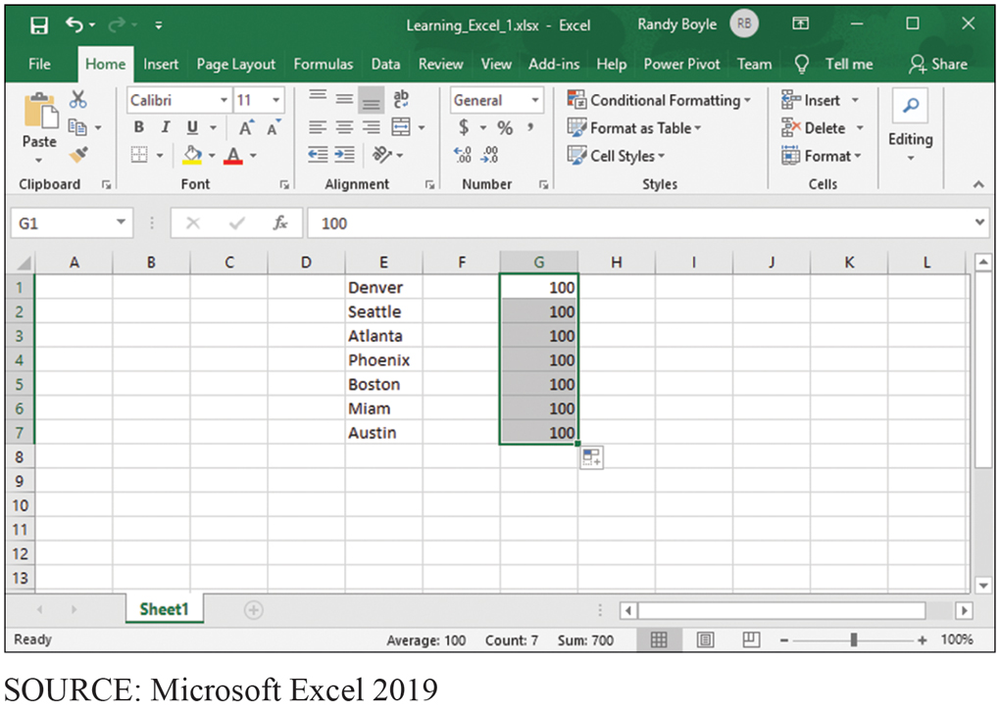 Learning_Excel_1.xlsx - Excel Randy Boyle RB
File Home Insert Page Layout Formulas Data Review View Add-ins Help Power Pivot Team Tell me Share
Calibri 11 ab General Conditional Formatting Insert
Paste B I U A A $ % , Format as Table Delete Editing
A .0 .00 .00 .0 Cell Styles Format
Clipboard Font Alignment Number Styles Cells
G1 fx 100
A B C D E F G H I J K L
1 Denver 100
2 Seattle 100
3 Atlanta 100
4 Phoenix 100
5 Boston 100
6 Miam 100
7 Austin 100
8
9
10
11
12
13
Sheet1
Ready Average: 100 Count: 7 Sum: 700 100%
SOURCE: Microsoft Excel 2019